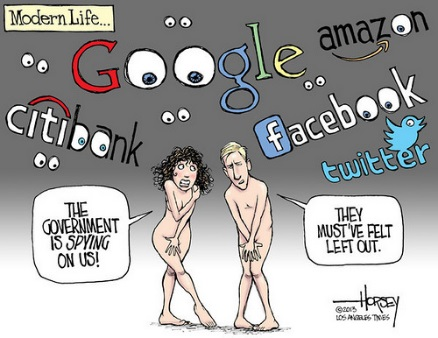 Modern Life...
Google
amazon
citibank
facebook
twitter
THE
GOVERNMENT
IS SPYING
ON US!
THEY
MUST'VE FELT
LEFT OUT.
HORSEY
©2013
LOS ANGELES TIMES